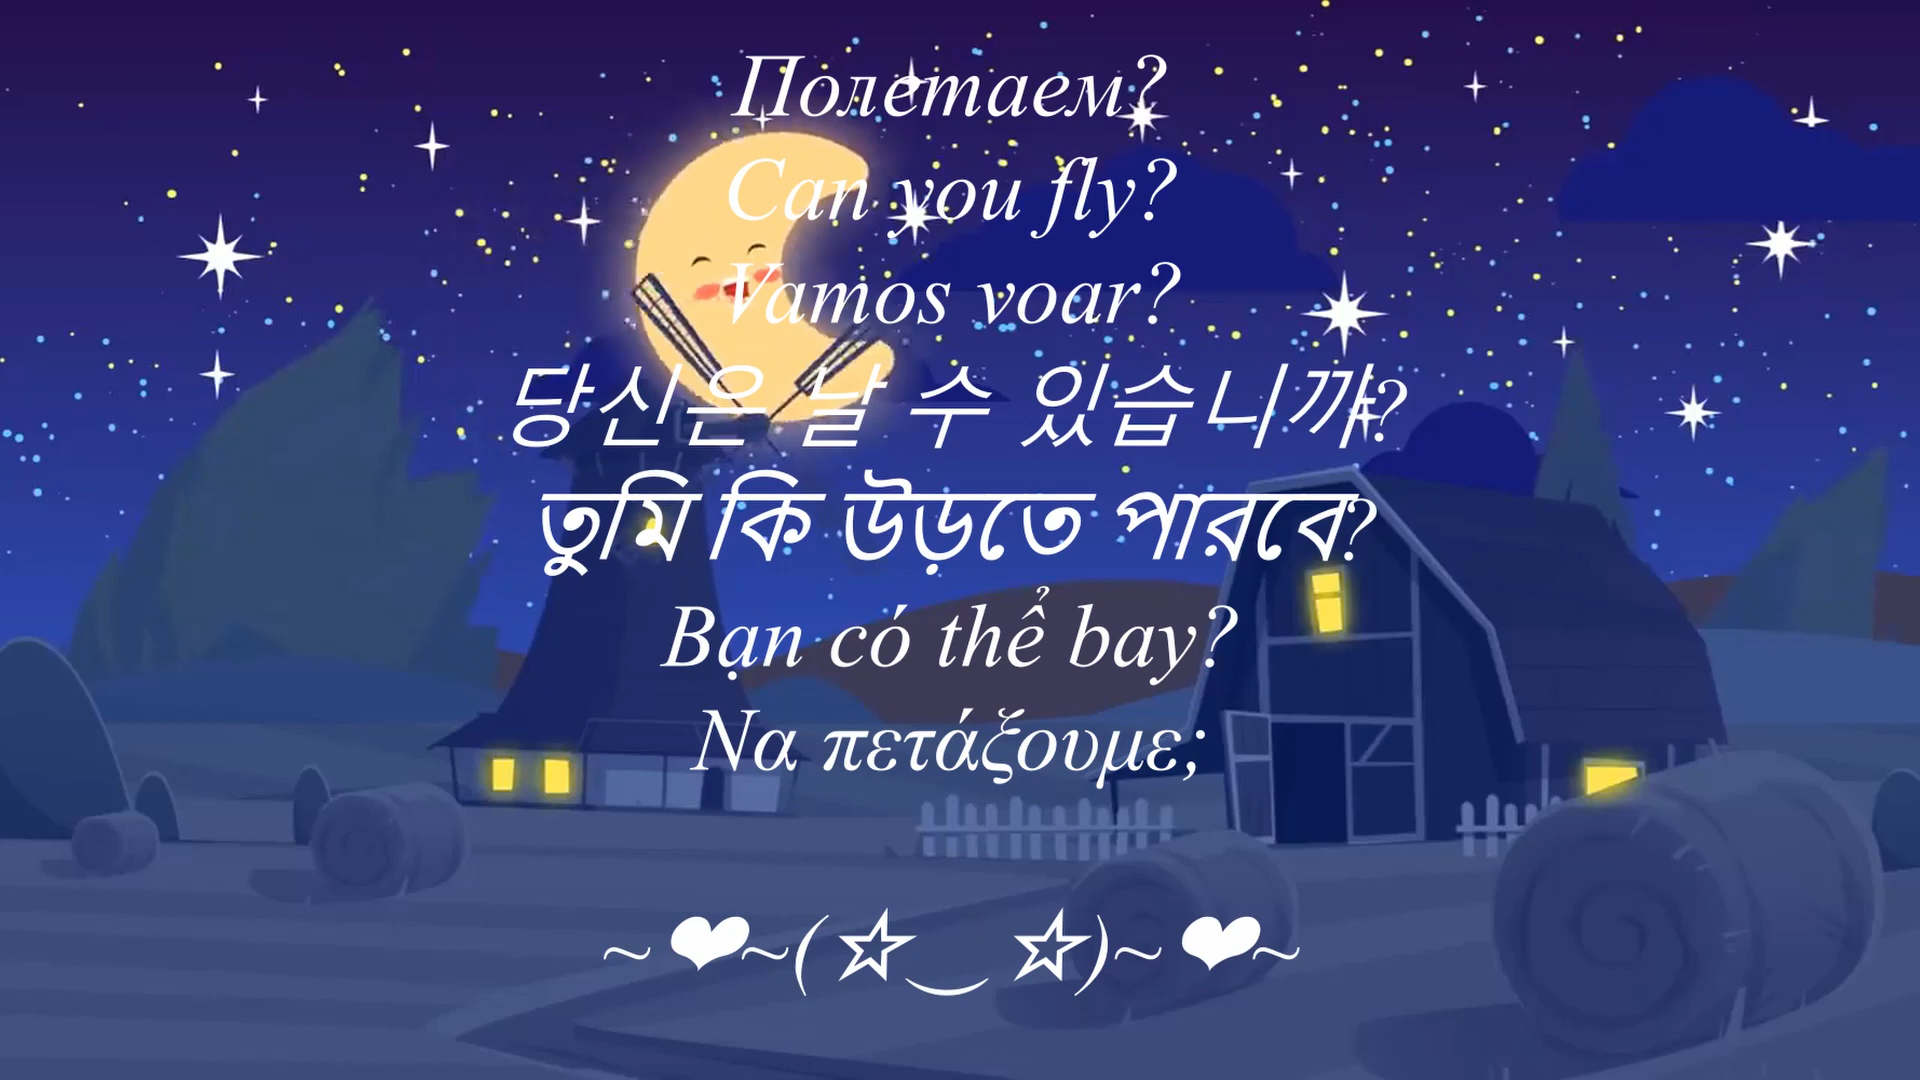 Полетаем?
Can you fly?
Vamos voar?
당신은 날 수 있습니까?
তুমি কি উড়তে পারবে?
Bạn có thể bay?
Να πετάξουμε;
~❤~(☆‿☆)~❤~